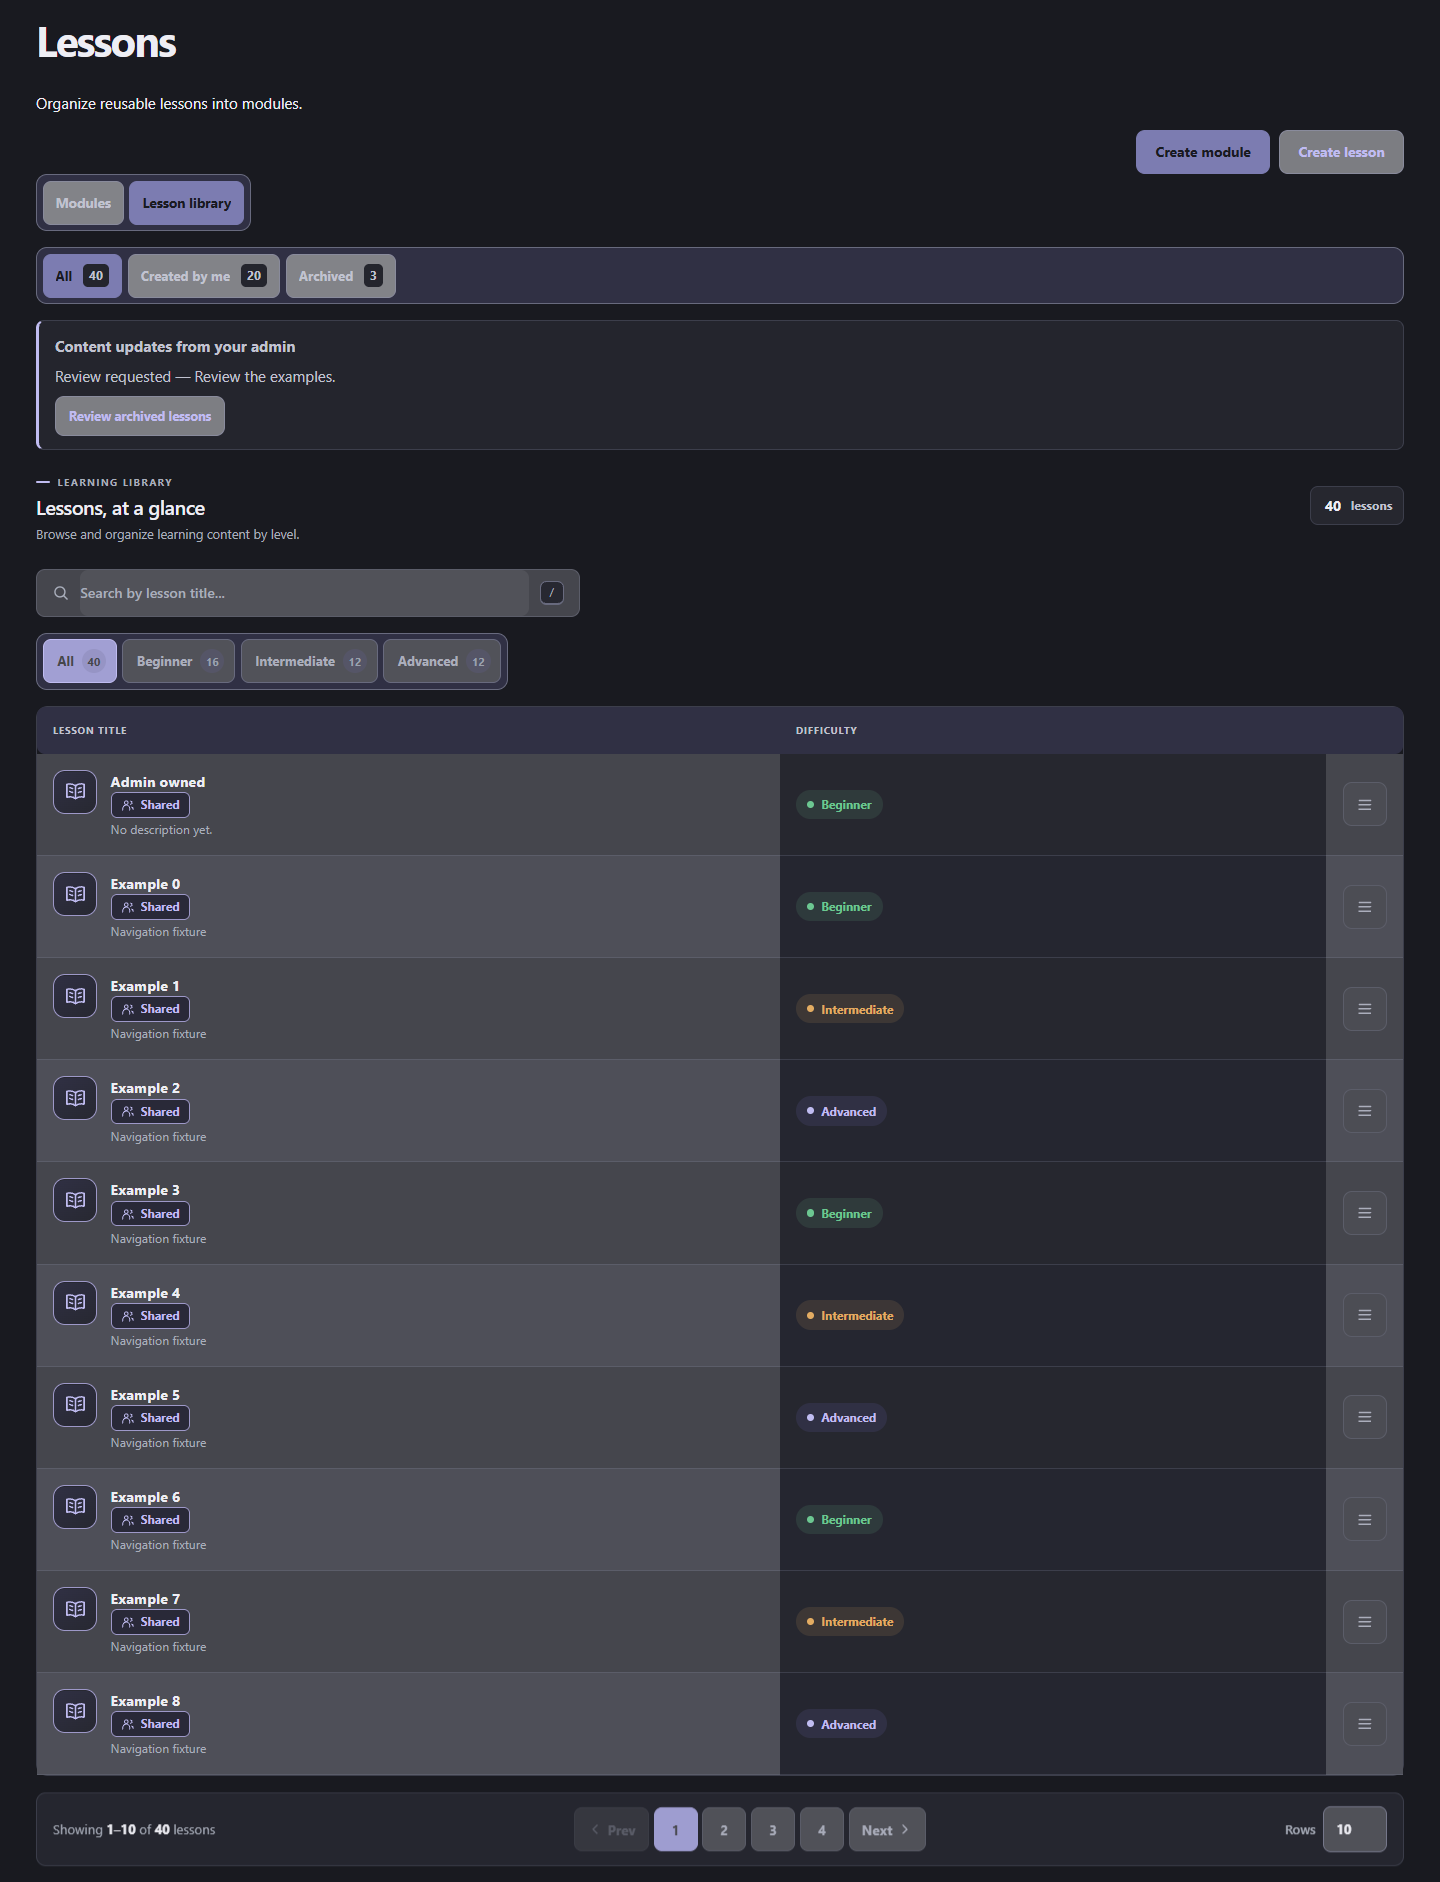 Lessons
Organize reusable lessons into modules.
Create module Create lesson
Modules Lesson library
All 40 Created by me 20 Archived 3
Content updates from your admin
Review requested — Review the examples.
Review archived lessons
LEARNING LIBRARY
Lessons, at a glance
40 lessons
Browse and organize learning content by level.
Search by lesson title... /
All 40 Beginner 16 Intermediate 12 Advanced 12
LESSON TITLE DIFFICULTY
Admin owned
Shared
Beginner
No description yet.
Example 0
Shared
Beginner
Navigation fixture
Example 1
Shared
Intermediate
Navigation fixture
Example 2
Shared
Advanced
Navigation fixture
Example 3
Shared
Beginner
Navigation fixture
Example 4
Shared
Intermediate
Navigation fixture
Example 5
Shared
Advanced
Navigation fixture
Example 6
Shared
Beginner
Navigation fixture
Example 7
Shared
Intermediate
Navigation fixture
Example 8
Shared
Advanced
Navigation fixture
Showing 1–10 of 40 lessons Prev 1 2 3 4 Next Rows 10